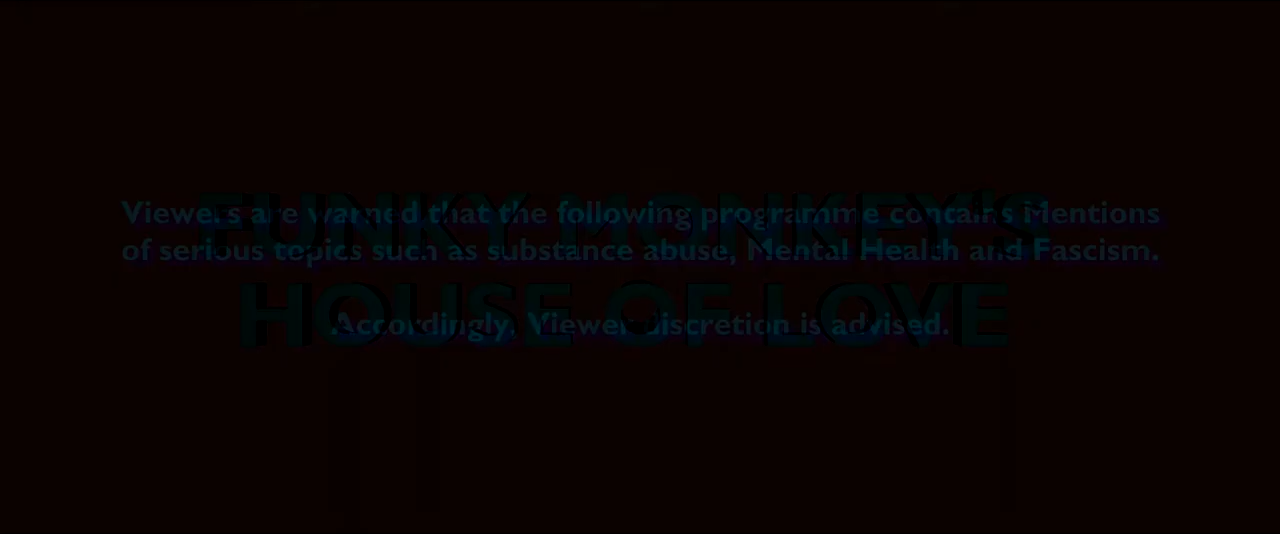 Viewers are warned that the following programme contains Mentions
of serious topics such as substance abuse, Mental Health and Fascism.
Accordingly, Viewer discretion is advised.
FUNKY MONKEY'S
HOUSE OF LOVE